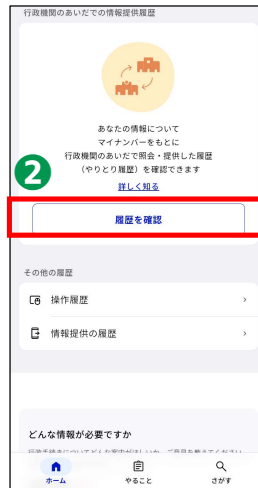 行政機関のあいだでの情報提供履歴
あなたの情報について
マイナンバーをもとに
行政機関のあいだで照会・提供した履歴
（やりとり履歴）を確認できます
2
詳しく知る
履歴を確認
その他の履歴
操作履歴
情報提供の履歴
どんな情報が必要ですか
ホーム
やること
さがす